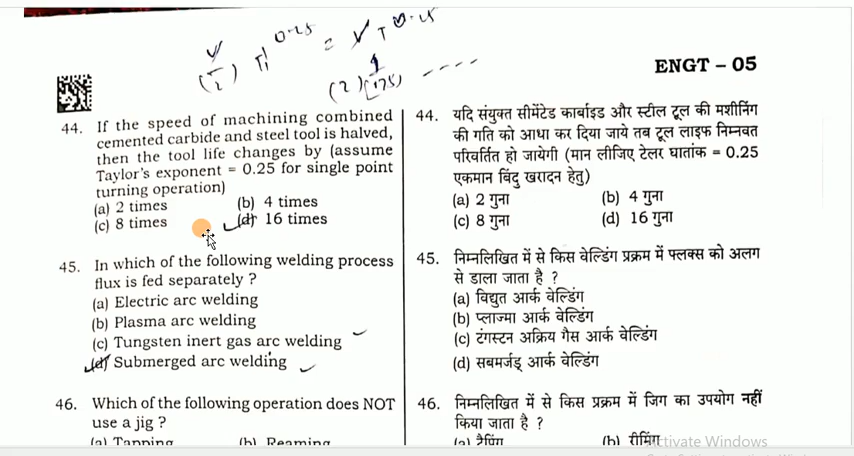 ENGT – 05
44. If the speed of machining combined
cemented carbide and steel tool is halved,
then the tool life changes by (assume
Taylor's exponent = 0.25 for single point
turning operation)
(a) 2 times (b) 4 times
(c) 8 times (d) 16 times
45. In which of the following welding process
flux is fed separately ?
(a) Electric arc welding
(b) Plasma arc welding
(c) Tungsten inert gas arc welding
(d) Submerged arc welding
46. Which of the following operation does NOT
use a jig ?
(a) Tapping (b) Reaming
44. यदि संयुक्त सीमेंटेड कार्बाइड और स्टील टूल की मशीनिंग
की गति को आधा कर दिया जाये तब टूल लाइफ निम्नवत
परिवर्तित हो जायेगी (मान लीजिए टेलर घातांक = 0.25
एकमान बिंदु खरादन हेतु)
(a) 2 गुना (b) 4 गुना
(c) 8 गुना (d) 16 गुना
45. निम्नलिखित में से किस वेल्डिंग प्रक्रम में फ्लक्स को अलग
से डाला जाता है ?
(a) विद्युत आर्क वेल्डिंग
(b) प्लाज्मा आर्क वेल्डिंग
(c) टंगस्टन अक्रिय गैस आर्क वेल्डिंग
(d) सबमर्जड् आर्क वेल्डिंग
46. निम्नलिखित में से किस प्रक्रम में जिग का उपयोग नहीं
किया जाता है ?
(a) टैपिंग (b) रीमिंग
Activate Windows